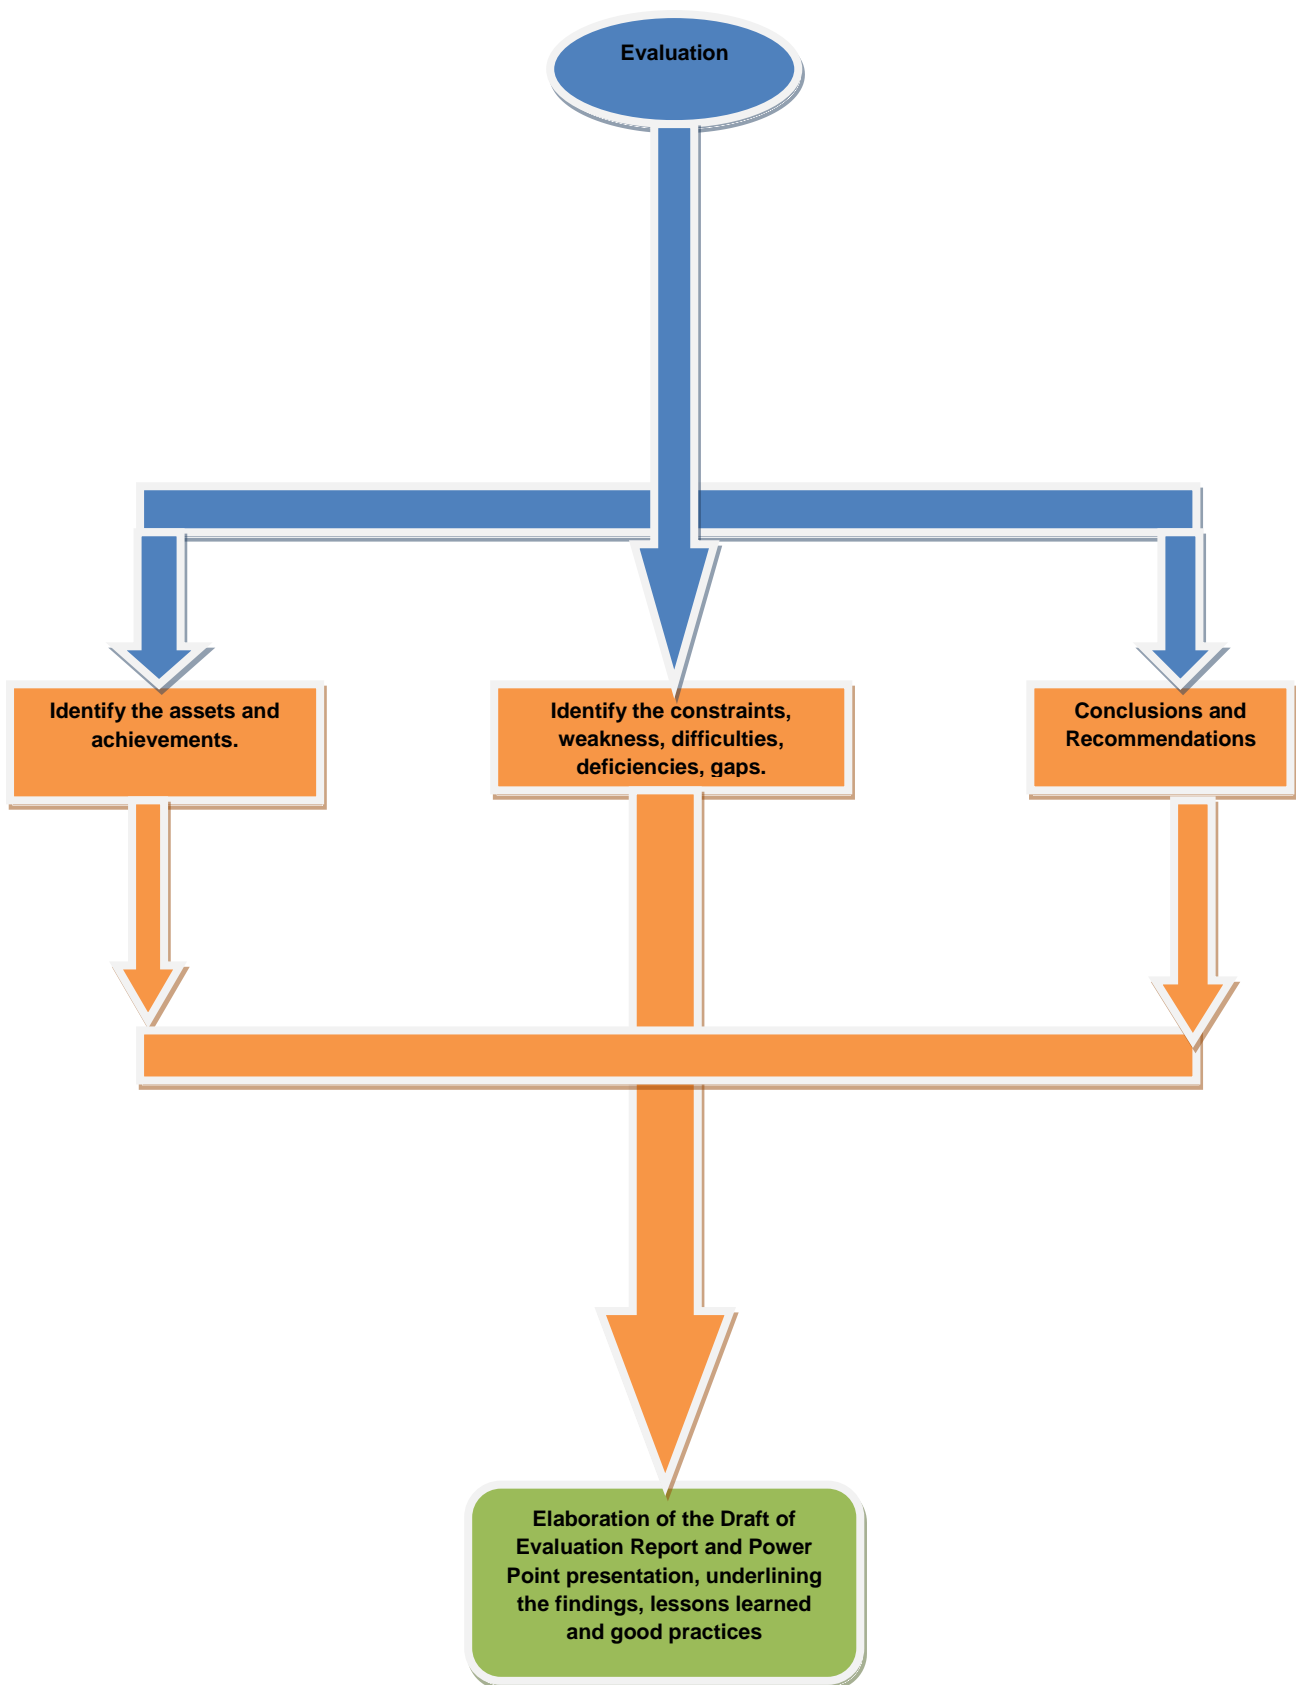 Evaluation
Identify the assets and
achievements.
Identify the constraints,
weakness, difficulties,
deficiencies, gaps.
Conclusions and
Recommendations
Elaboration of the Draft of
Evaluation Report and Power
Point presentation, underlining
the findings, lessons learned
and good practices